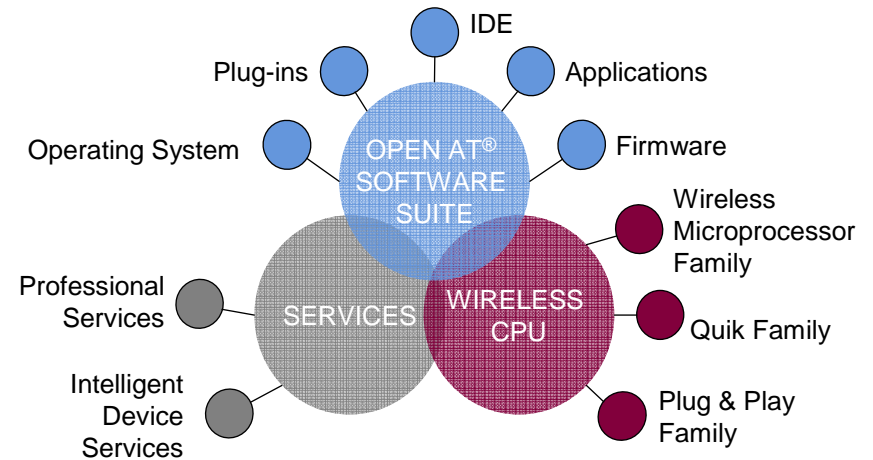 IDE
Plug-ins
Applications
Operating System
OPEN AT®
SOFTWARE
SUITE
Firmware
Wireless
Microprocessor
Family
Professional
Services
SERVICES
WIRELESS
CPU
Quik Family
Intelligent
Device
Services
Plug & Play
Family